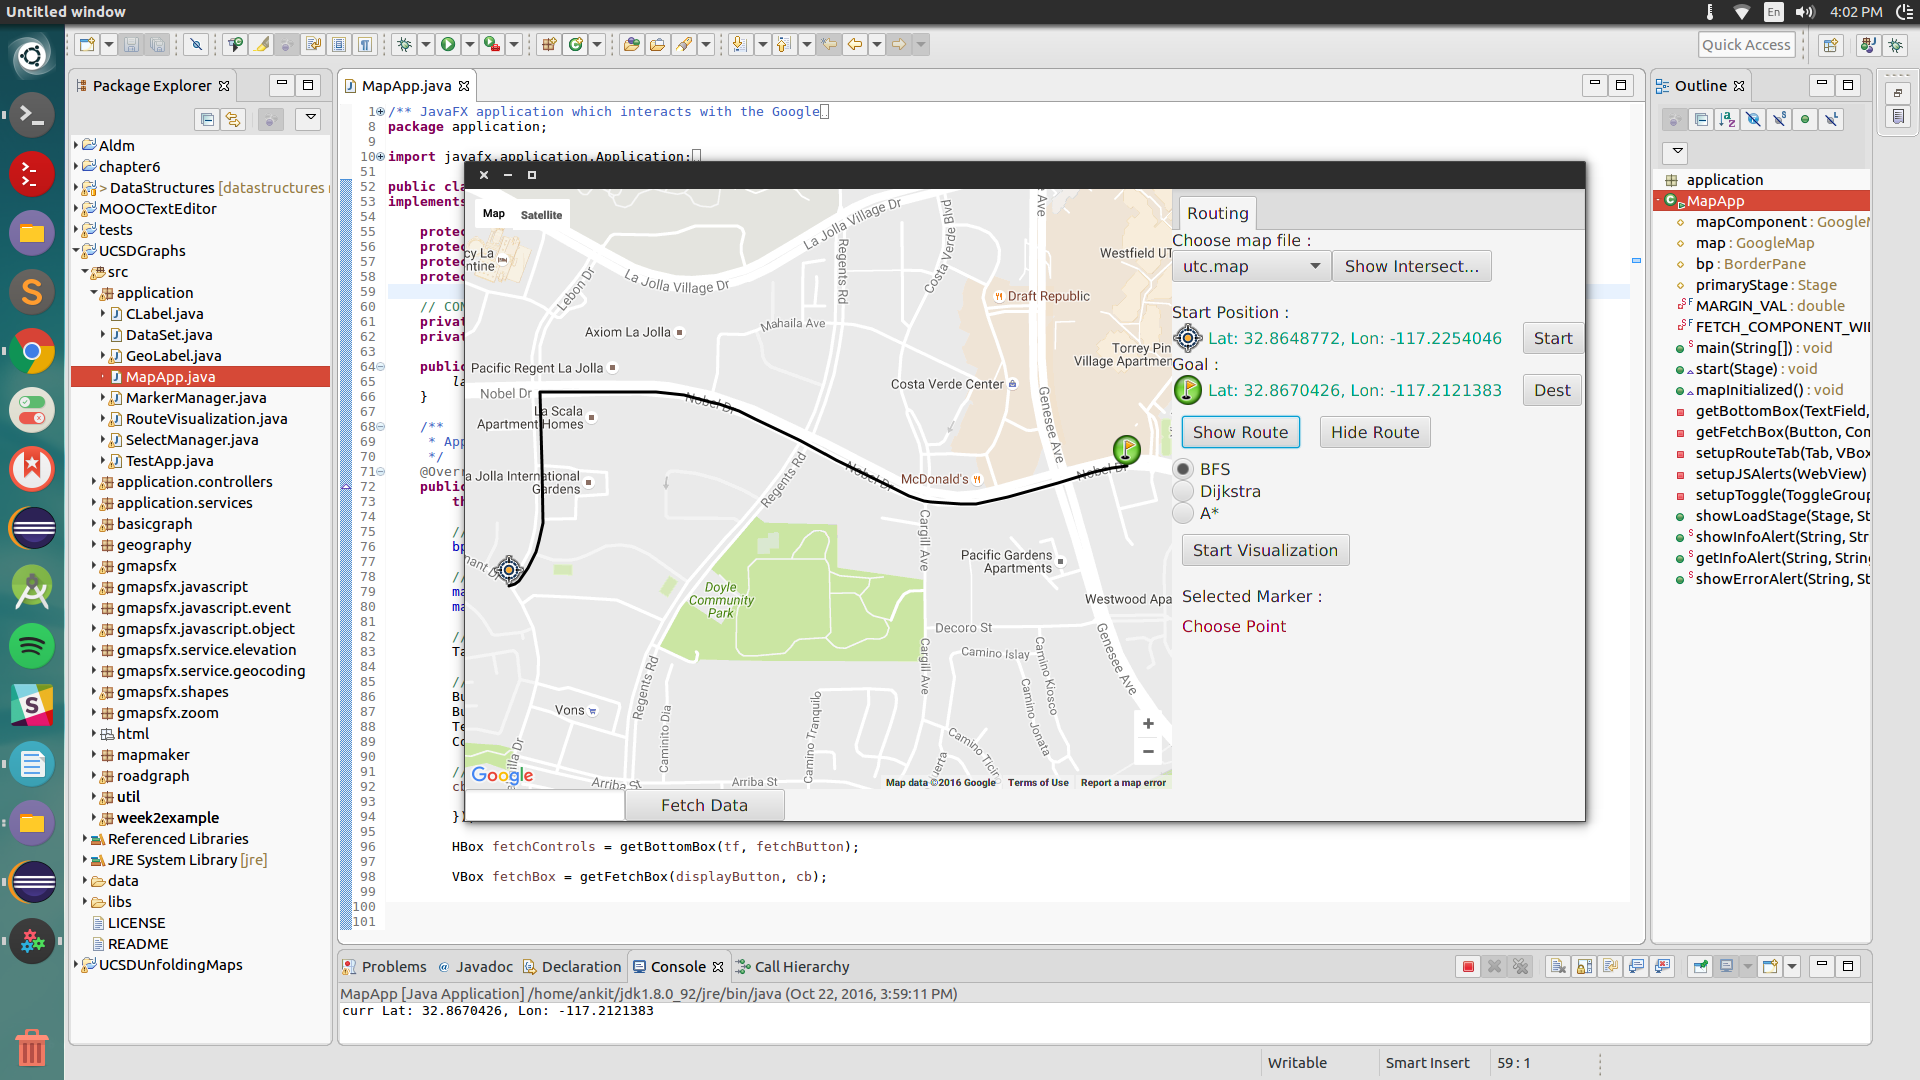 Untitled window
En
4:02 PM
Quick Access
Package Explorer
Aldm
chapter6
> DataStructures [datastructures
MOOCTextEditor
tests
UCSDGraphs
src
application
CLabel.java
DataSet.java
GeoLabel.java
MapApp.java
MarkerManager.java
RouteVisualization.java
SelectManager.java
TestApp.java
application.controllers
application.services
basicgraph
geography
gmapsfx
gmapsfx.javascript
gmapsfx.javascript.event
gmapsfx.javascript.object
gmapsfx.service.elevation
gmapsfx.service.geocoding
gmapsfx.shapes
gmapsfx.zoom
html
mapmaker
roadgraph
util
week2example
Referenced Libraries
JRE System Library [jre]
data
libs
LICENSE
README
UCSDUnfoldingMaps
MapApp.java
1 /** JavaFX application which interacts with the Google
8 package application;
9
10 import javafx.application.Application;
51
52 public cla
53 implements
54
55 protec
56 protec
57 protec
58 protec
59
60 // CON
61 privat
62 privat
63
64 public
65 la
66 }
67
68 /**
69 * App
70 */
71 @Overr
72 public
73 th
74
75 //
76 bp
77
78 //
79 ma
80 ma
81
82 //
83 Ta
84
85 //
86 Bu
87 Bu
88 Te
89 Co
90
91 //
92 cb
93
94 }
95
96 HBox fetchControls = getBottomBox(tf, fetchButton);
97
98 VBox fetchBox = getFetchBox(displayButton, cb);
99
100
101
Map
Satellite
La Jolla Village Dr
Costa Verde Blvd
Ave
cy La
ntine
Lebon Dr
La Jolla Village Dr
Regents Rd
Westfield UT
Draft Republic
Axiom La Jolla
Mahaila Ave
Torrey Pin
Village Apartmen
Pacific Regent La Jolla
Costa Verde Center
Nobel Dr
Nobel Dr
La Scala
Apartment Homes
Genesee Ave
a Jolla International
Gardens
Regents Rd
Nobel Dr
McDonald's
Nobel Dr
Cargill Ave
Pacific Gardens
Apartments
Doyle
Community
Park
Westwood Apa
Decoro St
Camino Islay
Genesee Ave
Cargill Ave
Camino Kiosco
Camino Jonata
Regents Rd
Vons
Caminito Dia
Camino Tranquilo
Camino Ticin
Arriba St
Arriba St
Google
Map data ©2016 Google
Terms of Use
Report a map error
Fetch Data
Routing
Choose map file :
utc.map
Show Intersect...
Start Position :
Lat: 32.8648772, Lon: -117.2254046
Start
Goal :
Lat: 32.8670426, Lon: -117.2121383
Dest
Show Route
Hide Route
BFS
Dijkstra
A*
Start Visualization
Selected Marker :
Choose Point
Outline
application
MapApp
mapComponent : GoogleM
map : GoogleMap
bp : BorderPane
primaryStage : Stage
MARGIN_VAL : double
FETCH_COMPONENT_WI
main(String[]) : void
start(Stage) : void
mapInitialized() : void
getBottomBox(TextField,
getFetchBox(Button, Con
setupRouteTab(Tab, VBox
setupJSAlerts(WebView)
setupToggle(ToggleGroup
showLoadStage(Stage, St
showInfoAlert(String, Str
getInfoAlert(String, String
showErrorAlert(String, St
Problems
Javadoc
Declaration
Console
Call Hierarchy
MapApp [Java Application] /home/ankit/jdk1.8.0_92/jre/bin/java (Oct 22, 2016, 3:59:11 PM)
curr Lat: 32.8670426, Lon: -117.2121383
Writable
Smart Insert
59 : 1